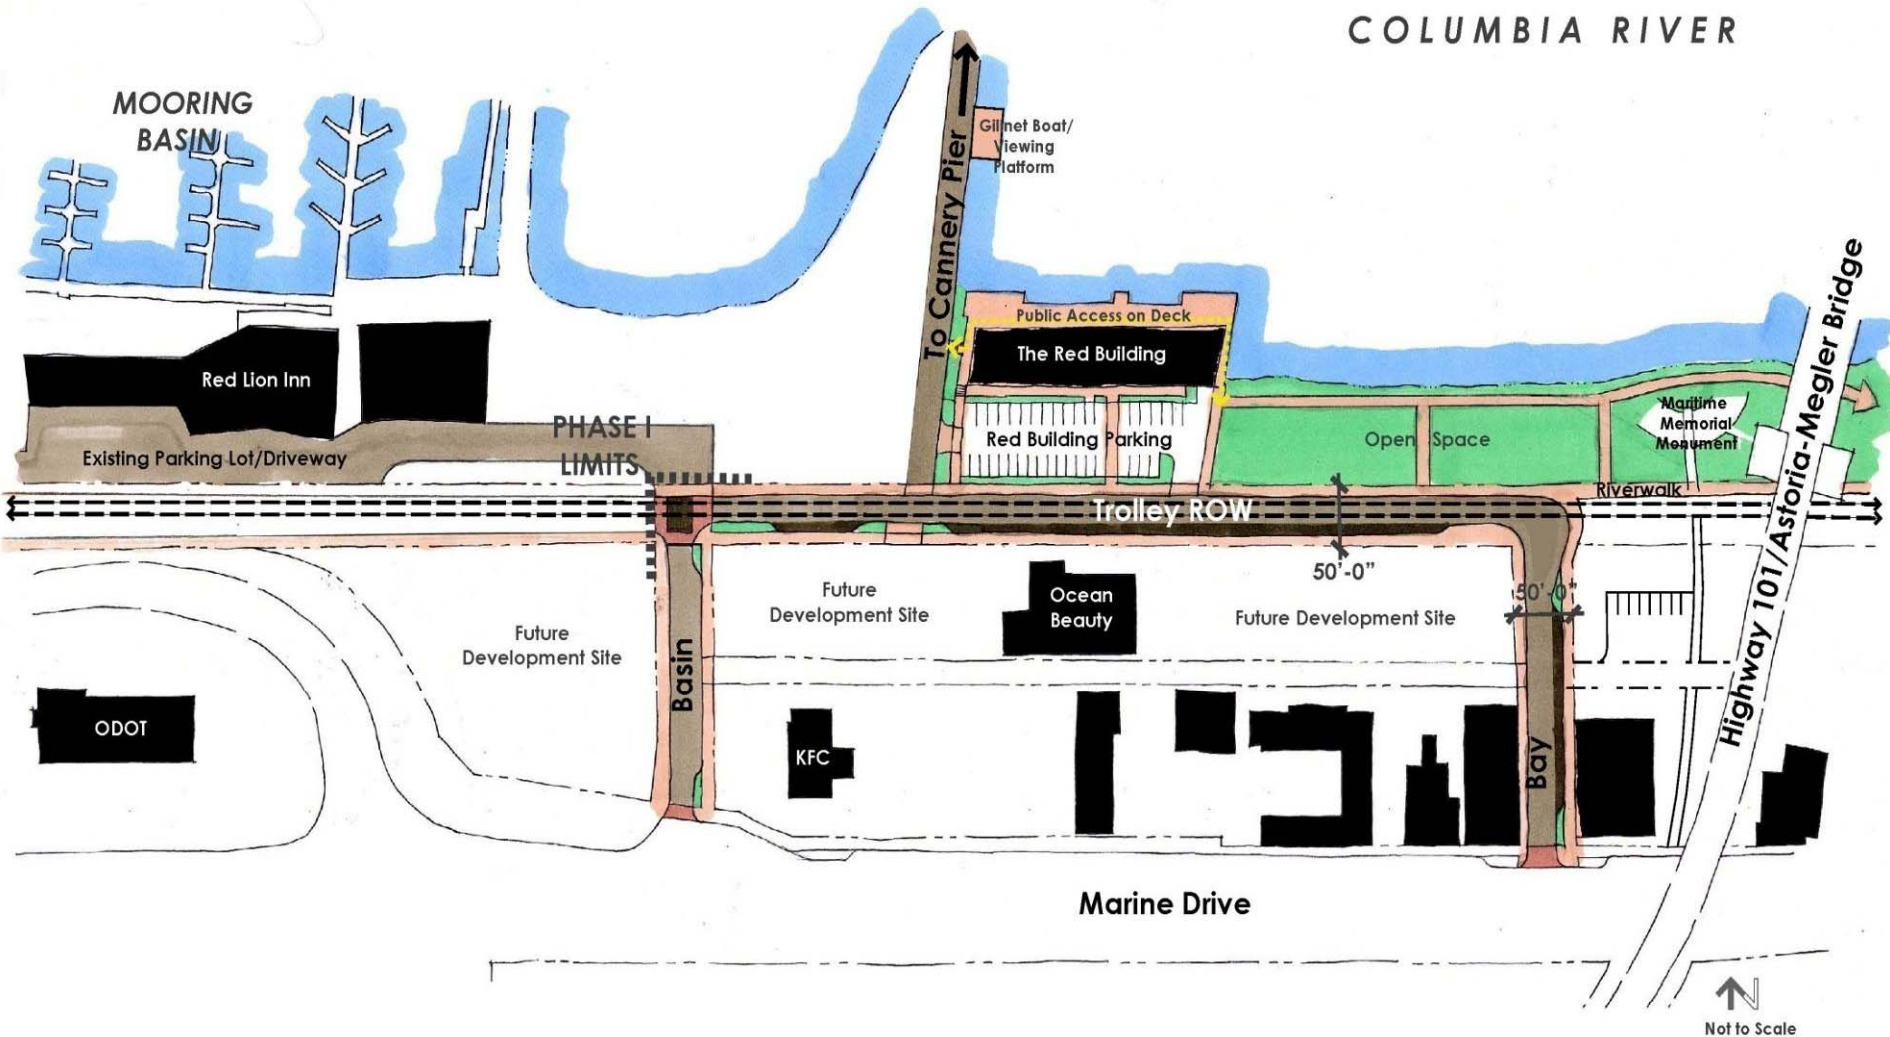 COLUMBIA RIVER
MOORING
BASIN
Gillnet Boat/
Viewing
Platform
To Cannery Pier
Highway 101/Astoria-Megler Bridge
Public Access on Deck
The Red Building
Red Lion Inn
Maritime
Memorial
Monument
PHASE I
LIMITS
Red Building Parking
Open Space
Existing Parking Lot/Driveway
Riverwalk
Trolley ROW
50'-0"
50'-0"
Future
Development Site
Ocean
Beauty
Future Development Site
Future
Development Site
Basin
ODOT
KFC
Bay
Marine Drive
N
Not to Scale